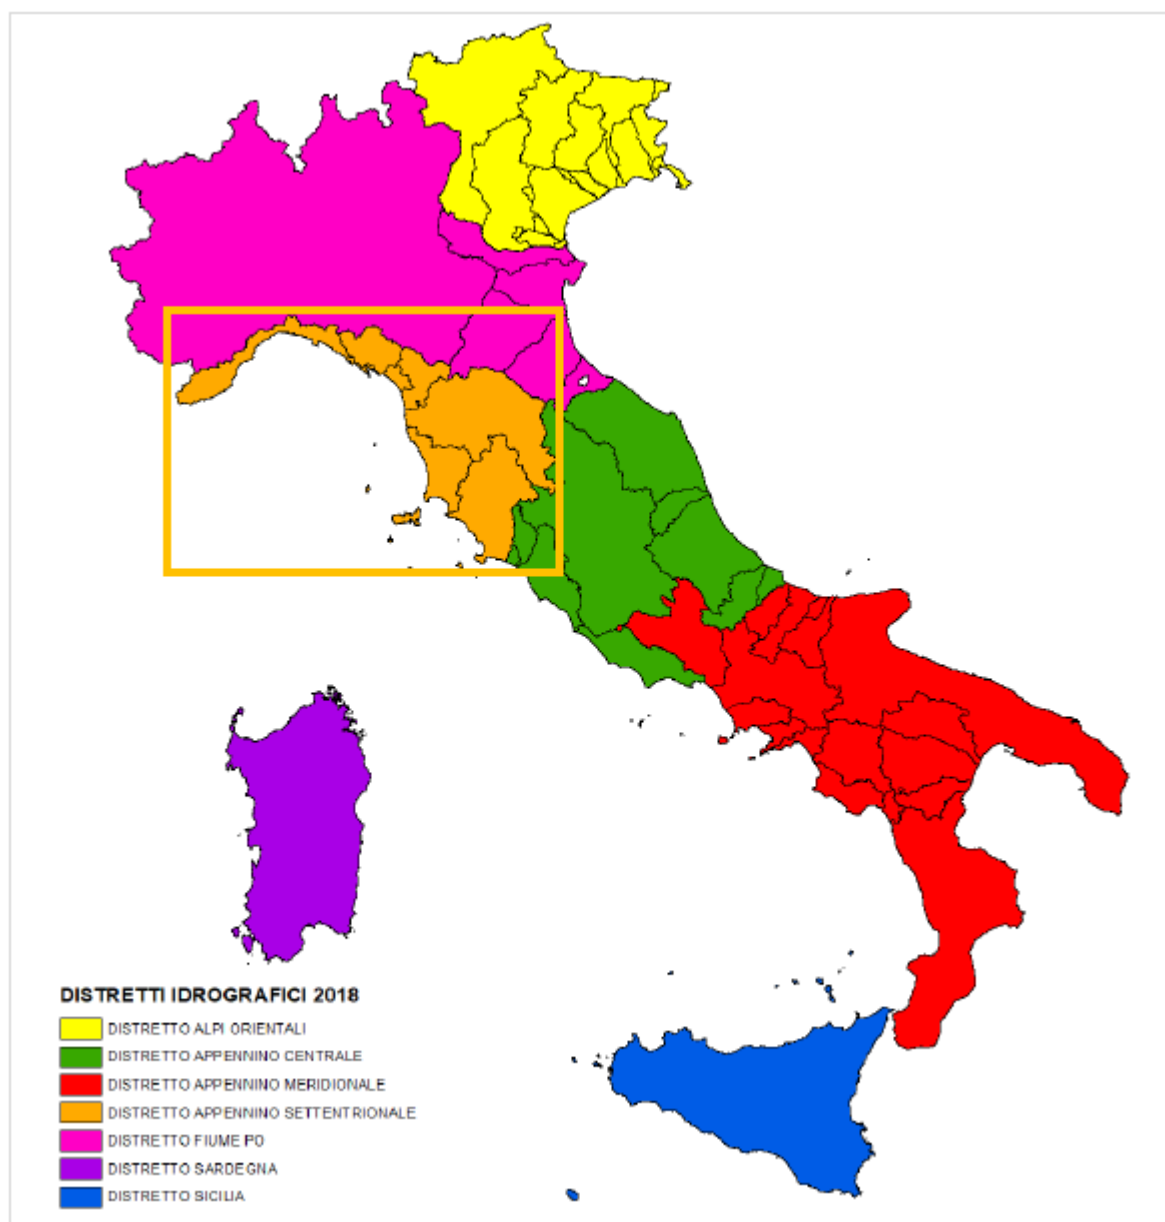 DISTRETTI IDROGRAFICI 2018
DISTRETTO ALPI ORIENTALI
DISTRETTO APPENNINO CENTRALE
DISTRETTO APPENNINO MERIDIONALE
DISTRETTO APPENNINO SETTENTRIONALE
DISTRETTO FIUME PO
DISTRETTO SARDEGNA
DISTRETTO SICILIA